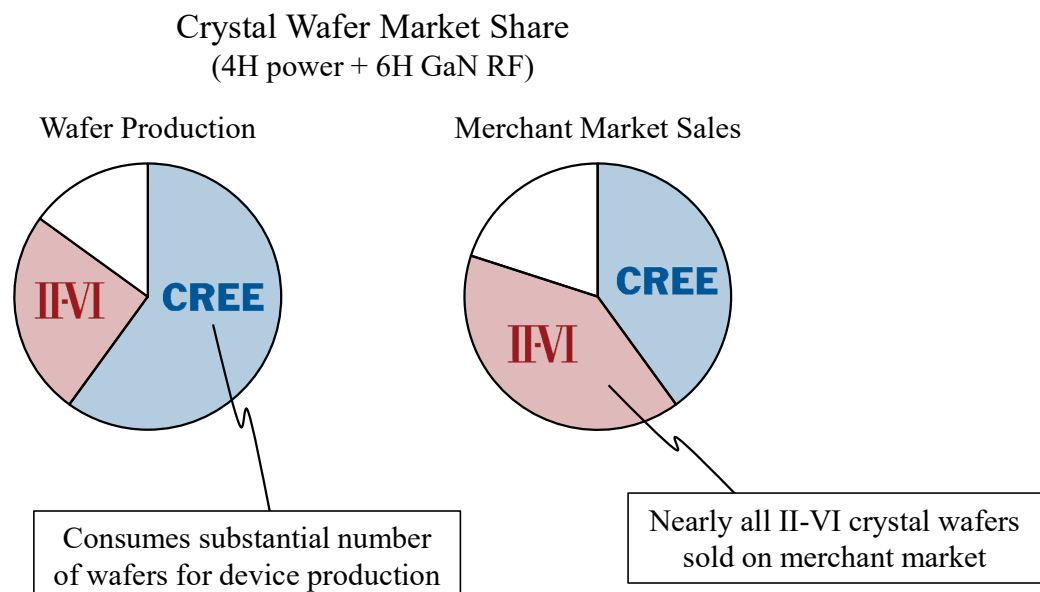 Crystal Wafer Market Share
(4H power + 6H GaN RF)
Wafer Production
Merchant Market Sales
II-VI
CREE
CREE
II-VI
Consumes substantial number
of wafers for device production
Nearly all II-VI crystal wafers
sold on merchant market